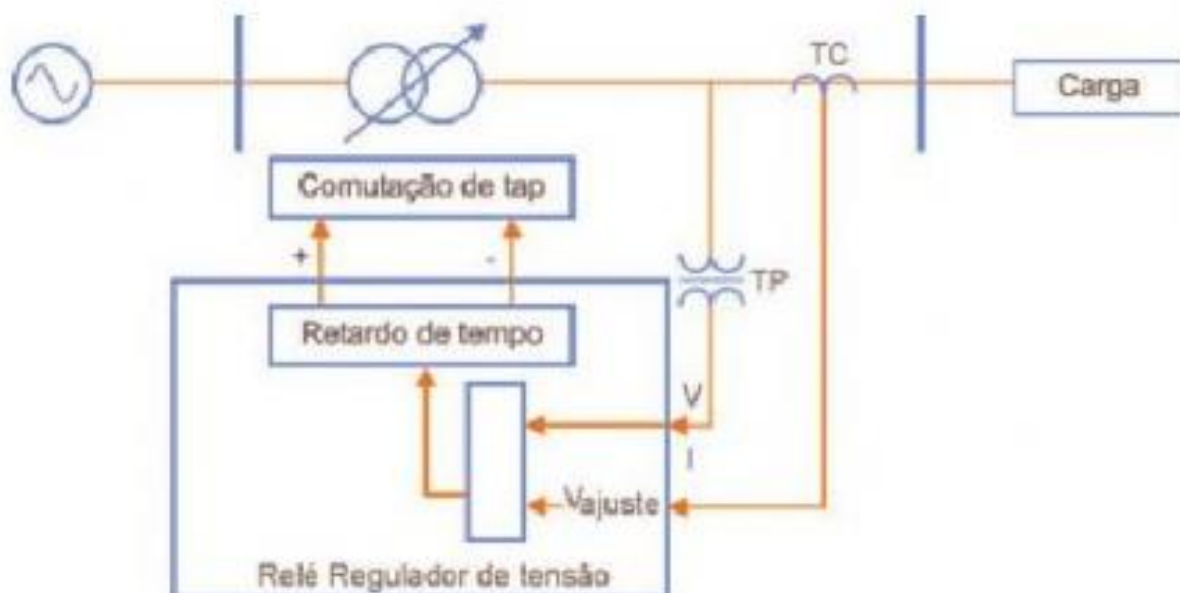 TC
Carga
Comutação de tap
+
-
TP
Retardo de tempo
V
I
Vajuste
Relé Regulador de tensão